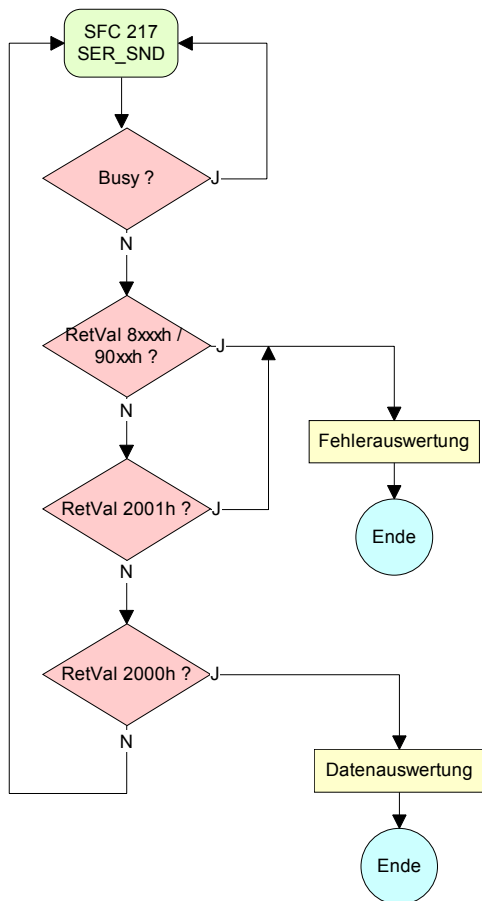 SFC 217
SER_SND
Busy ?
J
N
RetVal 8xxxh /
90xxh ?
J
N
Fehlerauswertung
RetVal 2001h ?
J
Ende
N
RetVal 2000h ?
J
N
Datenauswertung
Ende